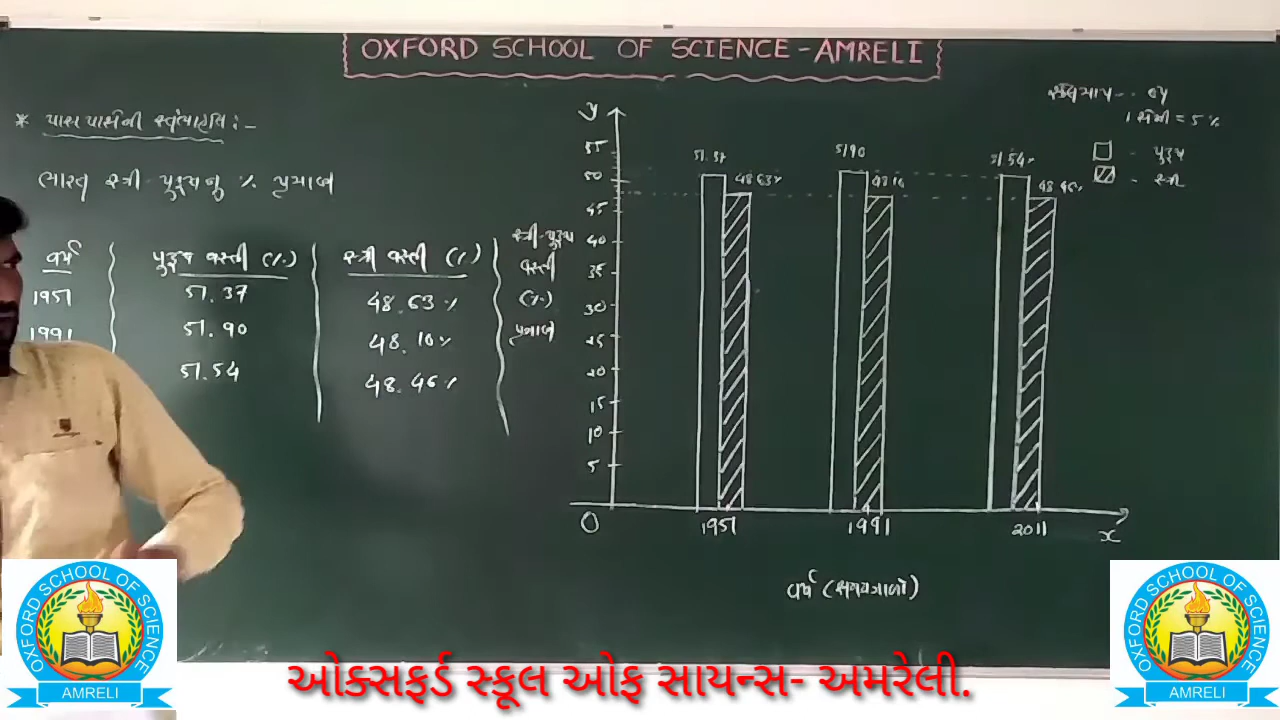 OXFORD SCHOOL OF SCIENCE - AMRELI
* પાસ પાસેની સ્તંભાકૃતિ :-
ભારત સ્ત્રી-પુરૂષનુ % પ્રમાણ
વર્ષ પુરૂષ વસ્તી (%) સ્ત્રી વસ્તી (%)
1951 51.37 48.63 %
1991 51.90 48.10 %
51.54 48.46 %
સ્ત્રી-પુરૂષ
વસ્તી
(%)
પ્રમાણ
y
55
50
45
40
35
30
25
20
15
10
5
O
51.37 48.63%
5190 48.10
51.54% 48.46%
1951 1991 2011 x
વર્ષ (સમયગાળો)
y
1 સેમી = 5 %
- પુરૂષ
- સ્ત્રી
OXFORD SCHOOL OF SCIENCE
AMRELI
ઓક્સફર્ડ સ્કૂલ ઓફ સાયન્સ- અમરેલી.
OXFORD SCHOOL OF SCIENCE
AMRELI